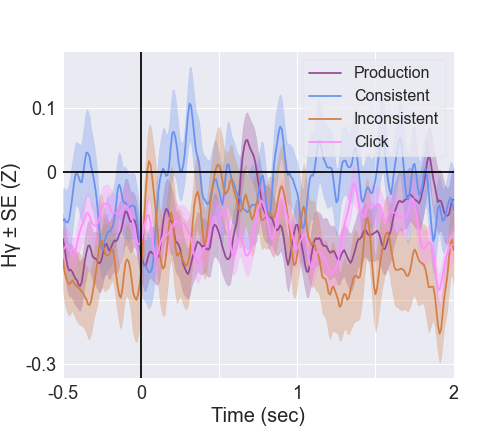 Production
Consistent
Inconsistent
Click
0.1
0
-0.3
Hγ ± SE (Z)
-0.5 0 1 2
Time (sec)